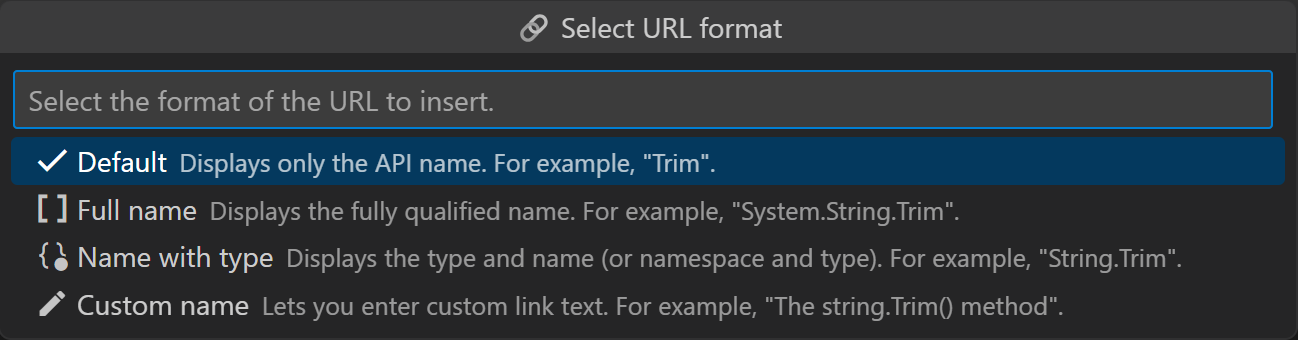 Select URL format
Select the format of the URL to insert.
Default Displays only the API name. For example, "Trim".
Full name Displays the fully qualified name. For example, "System.String.Trim".
Name with type Displays the type and name (or namespace and type). For example, "String.Trim".
Custom name Lets you enter custom link text. For example, "The string.Trim() method".